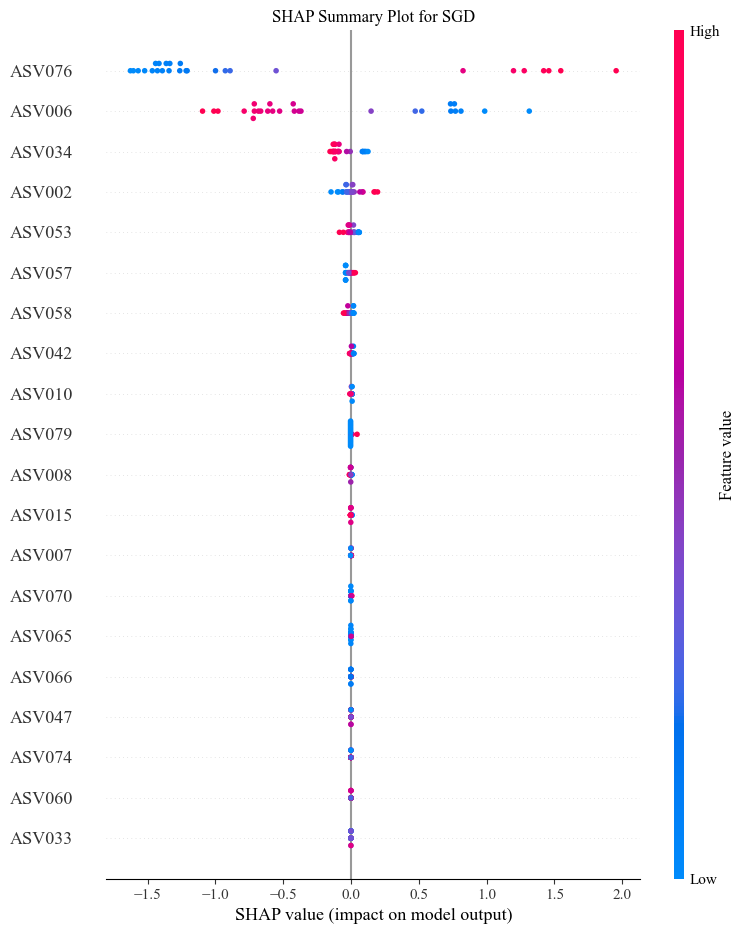 SHAP Summary Plot for SGD
High
ASV076
ASV006
ASV034
ASV002
ASV053
ASV057
ASV058
ASV042
ASV010
ASV079
ASV008
ASV015
ASV007
ASV070
ASV065
ASV066
ASV047
ASV074
ASV060
ASV033
Feature value
Low
−1.5 −1.0 −0.5 0.0 0.5 1.0 1.5 2.0
SHAP value (impact on model output)